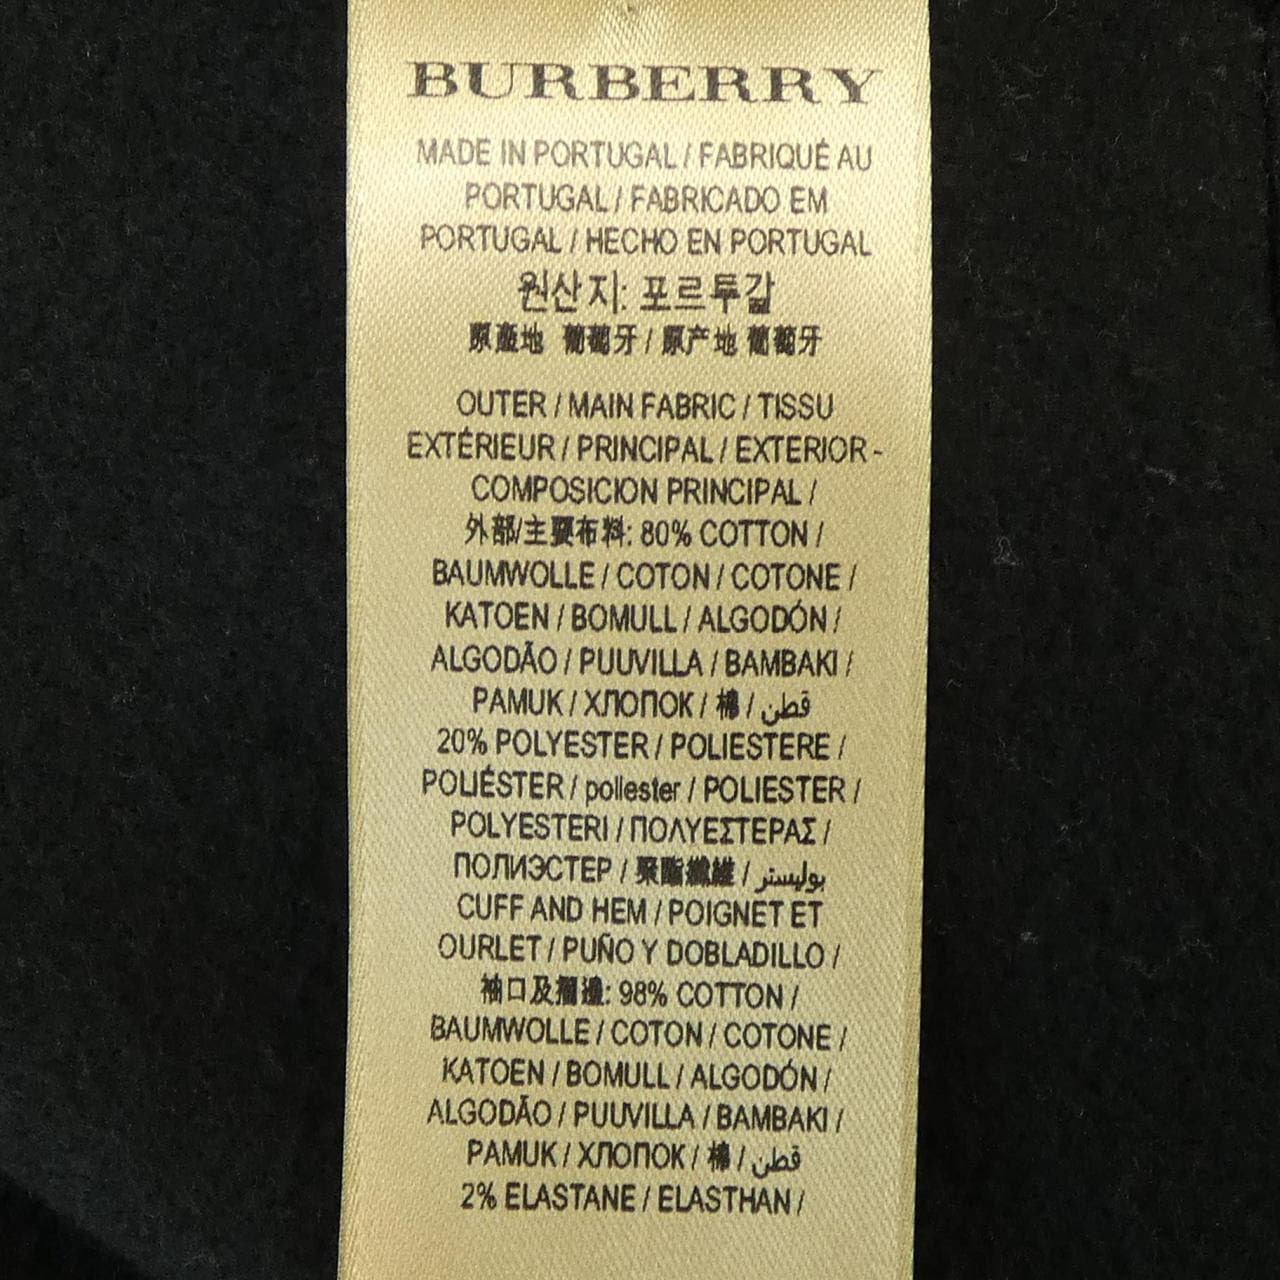 BURBERRY
MADE IN PORTUGAL / FABRIQUÉ AU
PORTUGAL / FABRICADO EM
PORTUGAL / HECHO EN PORTUGAL
원산지: 포르투갈
原產地 葡萄牙 / 原产地 葡萄牙
OUTER / MAIN FABRIC / TISSU
EXTÉRIEUR / PRINCIPAL / EXTERIOR -
COMPOSICION PRINCIPAL /
外部/主要布料: 80% COTTON /
BAUMWOLLE / COTON / COTONE /
KATOEN / BOMULL / ALGODÓN /
ALGODÃO / PUUVILLA / BAMBAKI /
PAMUK / ХЛОПОК / 棉 / قطن
20% POLYESTER / POLIESTERE /
POLIÉSTER / poliester / POLIESTER /
POLYESTERI / ΠΟΛΥΕΣΤΕΡΑΣ /
ПОЛИЭСТЕР / 聚酯纖維 / بوليستر
CUFF AND HEM / POIGNET ET
OURLET / PUÑO Y DOBLADILLO /
袖口及摺邊: 98% COTTON /
BAUMWOLLE / COTON / COTONE /
KATOEN / BOMULL / ALGODÓN /
ALGODÃO / PUUVILLA / BAMBAKI /
PAMUK / ХЛОПОК / 棉 / قطن
2% ELASTANE / ELASTHAN /